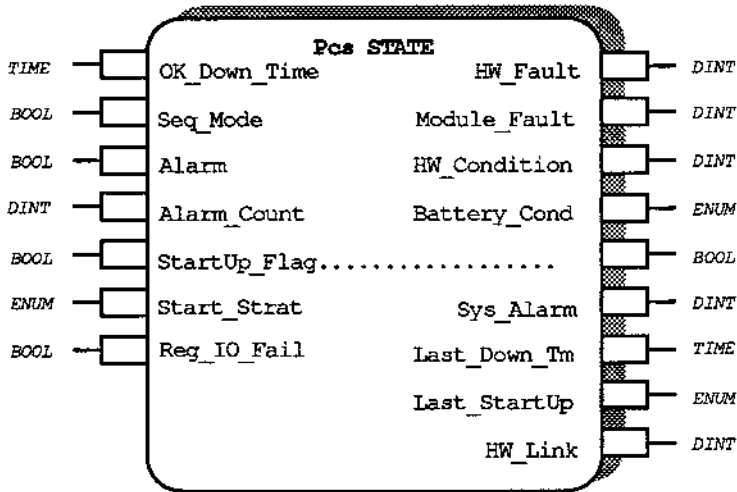 Pcs STATE
TIME OK_Down_Time HW_Fault DINT
BOOL Seq_Mode Module_Fault DINT
BOOL Alarm HW_Condition DINT
DINT Alarm_Count Battery_Cond ENUM
BOOL StartUp_Flag.................. BOOL
ENUM Start_Strat Sys_Alarm DINT
BOOL Reg_IO_Fail Last_Down_Tm TIME
Last_StartUp ENUM
HW_Link DINT